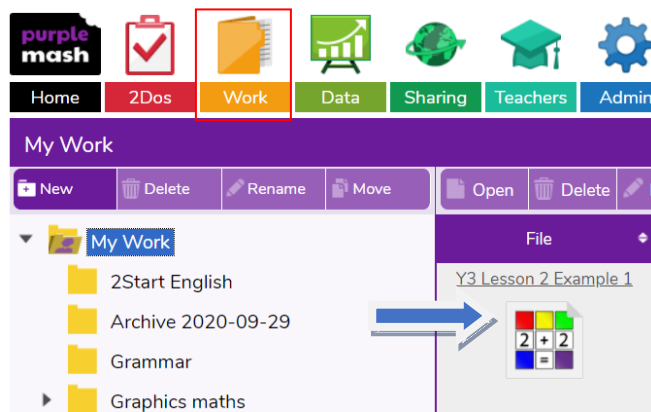 purple
mash
Home 2Dos Work Data Sharing Teachers Admin
My Work
New Delete Rename Move Open Delete
My Work File
2Start English Y3 Lesson 2 Example 1
Archive 2020-09-29
2 + 2
=
Grammar
Graphics maths